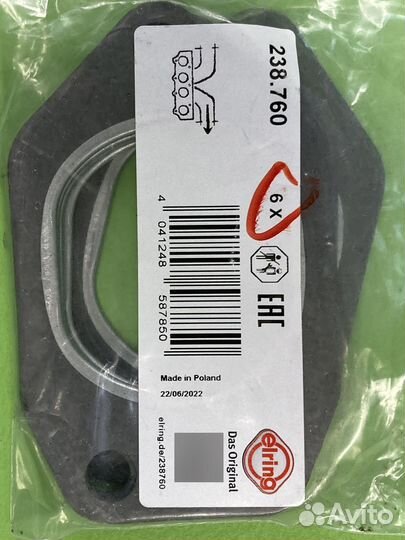 238.760
6 X
4 041248 587850
EAC
Made in Poland
22/06/2022
elring.de/238760
Das Original
elring
Avito